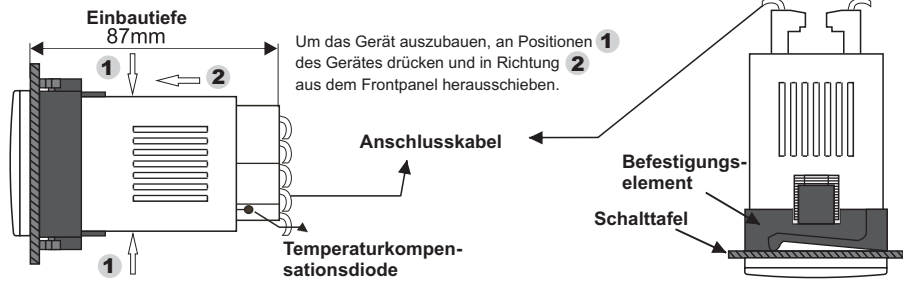 Einbautiefe
87mm
1
2
Um das Gerät auszubauen, an Positionen 1
des Gerätes drücken und in Richtung 2
aus dem Frontpanel herausschieben.
Anschlusskabel
Befestigungs-
element
Schalttafel
Temperaturkompen-
sationsdiode
1